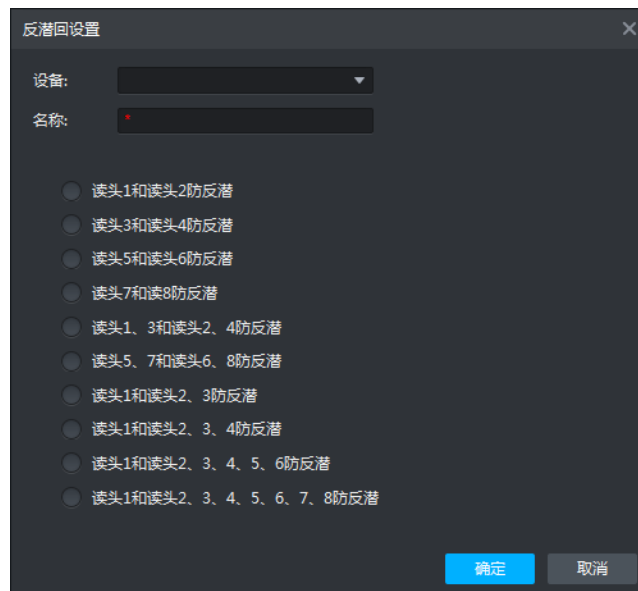 反潜回设置
设备:
名称: *
读头1和读头2防反潜
读头3和读头4防反潜
读头5和读头6防反潜
读头7和读8防反潜
读头1、3和读头2、4防反潜
读头5、7和读头6、8防反潜
读头1和读头2、3防反潜
读头1和读头2、3、4防反潜
读头1和读头2、3、4、5、6防反潜
读头1和读头2、3、4、5、6、7、8防反潜
确定 取消